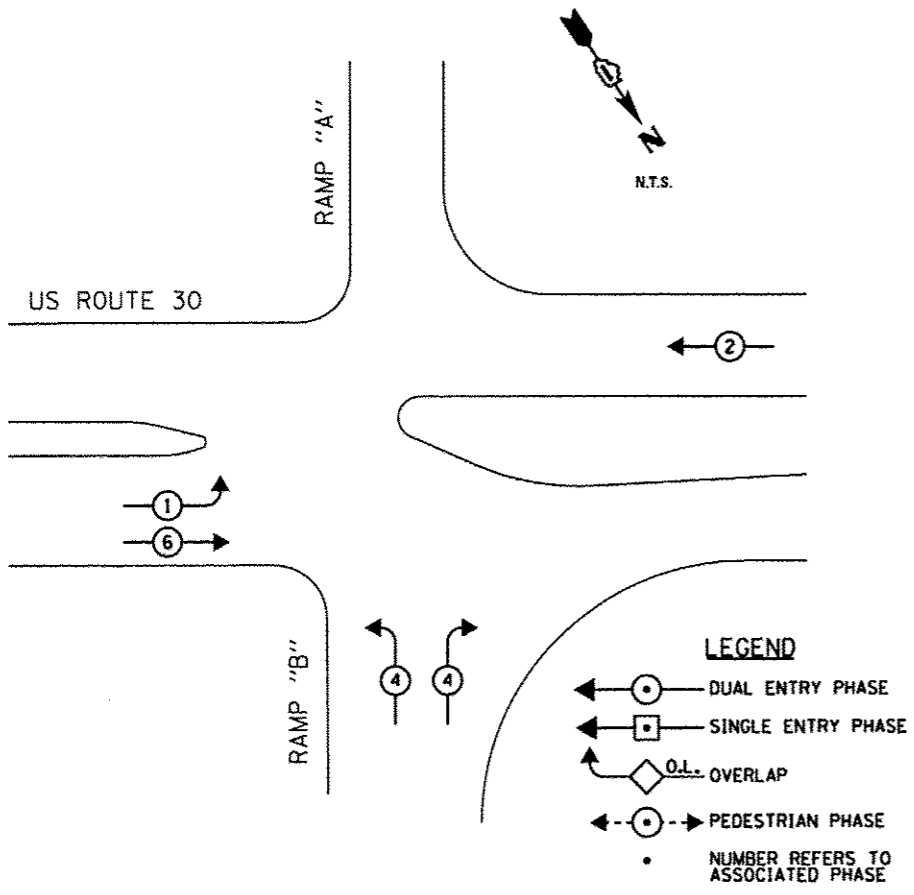 RAMP "A"
N
N.T.S.
US ROUTE 30
2
1
6
4
4
RAMP "B"
LEGEND
DUAL ENTRY PHASE
SINGLE ENTRY PHASE
O.L. OVERLAP
PEDESTRIAN PHASE
NUMBER REFERS TO
ASSOCIATED PHASE